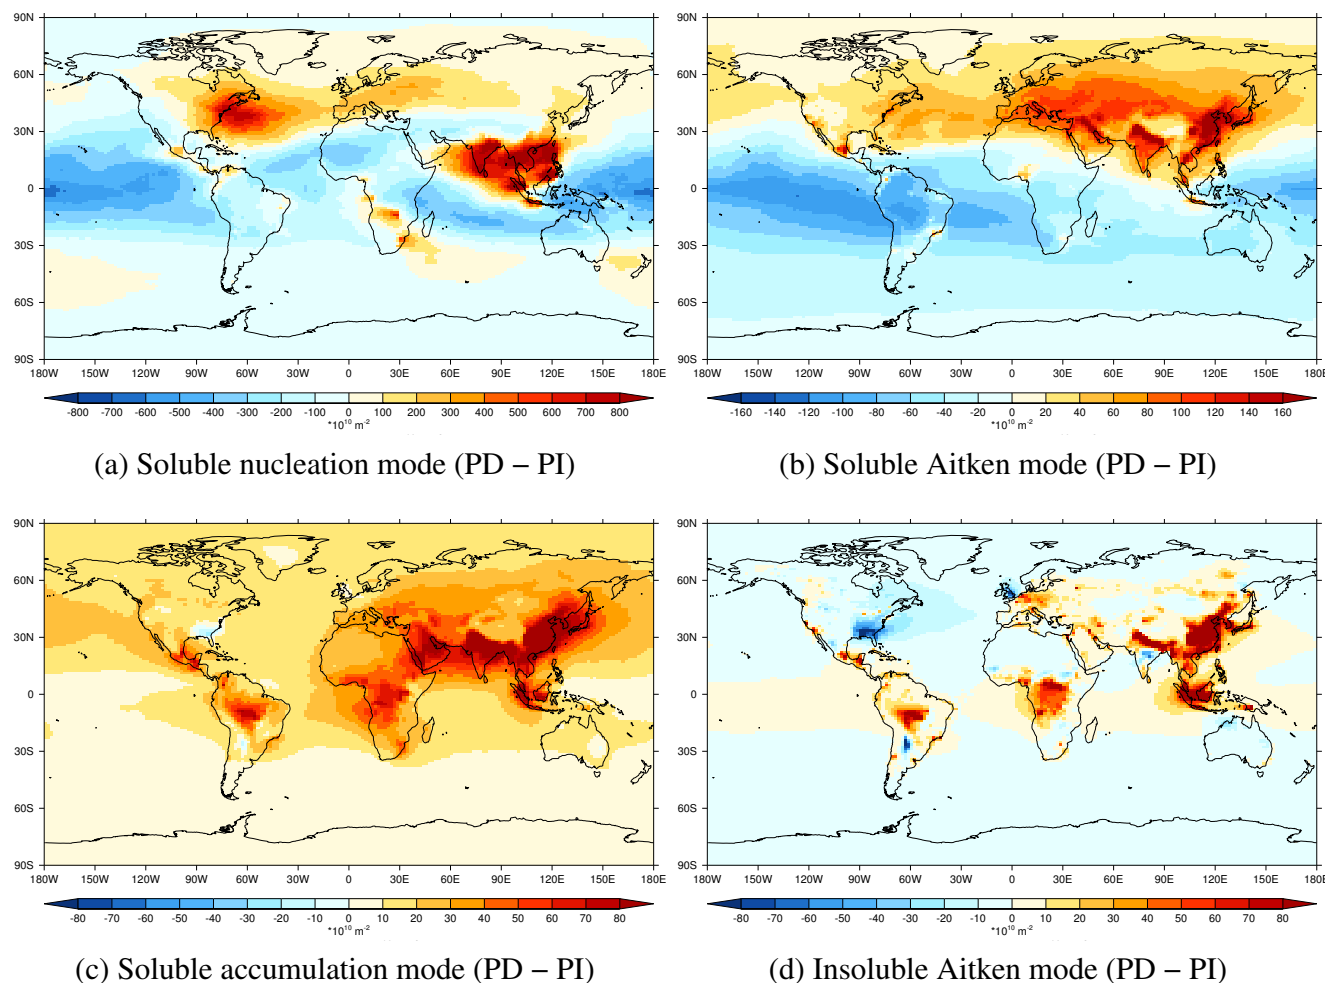 90N 90N
60N 60N
30N 30N
0 0
30S 30S
60S 60S
90S 90S
180W 150W 120W 90W 60W 30W 0 30E 60E 90E 120E 150E 180E 180W 150W 120W 90W 60W 30W 0 30E 60E 90E 120E 150E 180E
-800 -700 -600 -500 -400 -300 -200 -100 0 100 200 300 400 500 600 700 800 -160 -140 -120 -100 -80 -60 -40 -20 0 20 40 60 80 100 120 140 160
*10¹⁰ m⁻² *10¹⁰ m⁻²
(a) Soluble nucleation mode (PD − PI) (b) Soluble Aitken mode (PD − PI)
90N 90N
60N 60N
30N 30N
0 0
30S 30S
60S 60S
90S 90S
180W 150W 120W 90W 60W 30W 0 30E 60E 90E 120E 150E 180E 180W 150W 120W 90W 60W 30W 0 30E 60E 90E 120E 150E 180E
-80 -70 -60 -50 -40 -30 -20 -10 0 10 20 30 40 50 60 70 80 -80 -70 -60 -50 -40 -30 -20 -10 0 10 20 30 40 50 60 70 80
*10¹⁰ m⁻² *10¹⁰ m⁻²
(c) Soluble accumulation mode (PD − PI) (d) Insoluble Aitken mode (PD − PI)